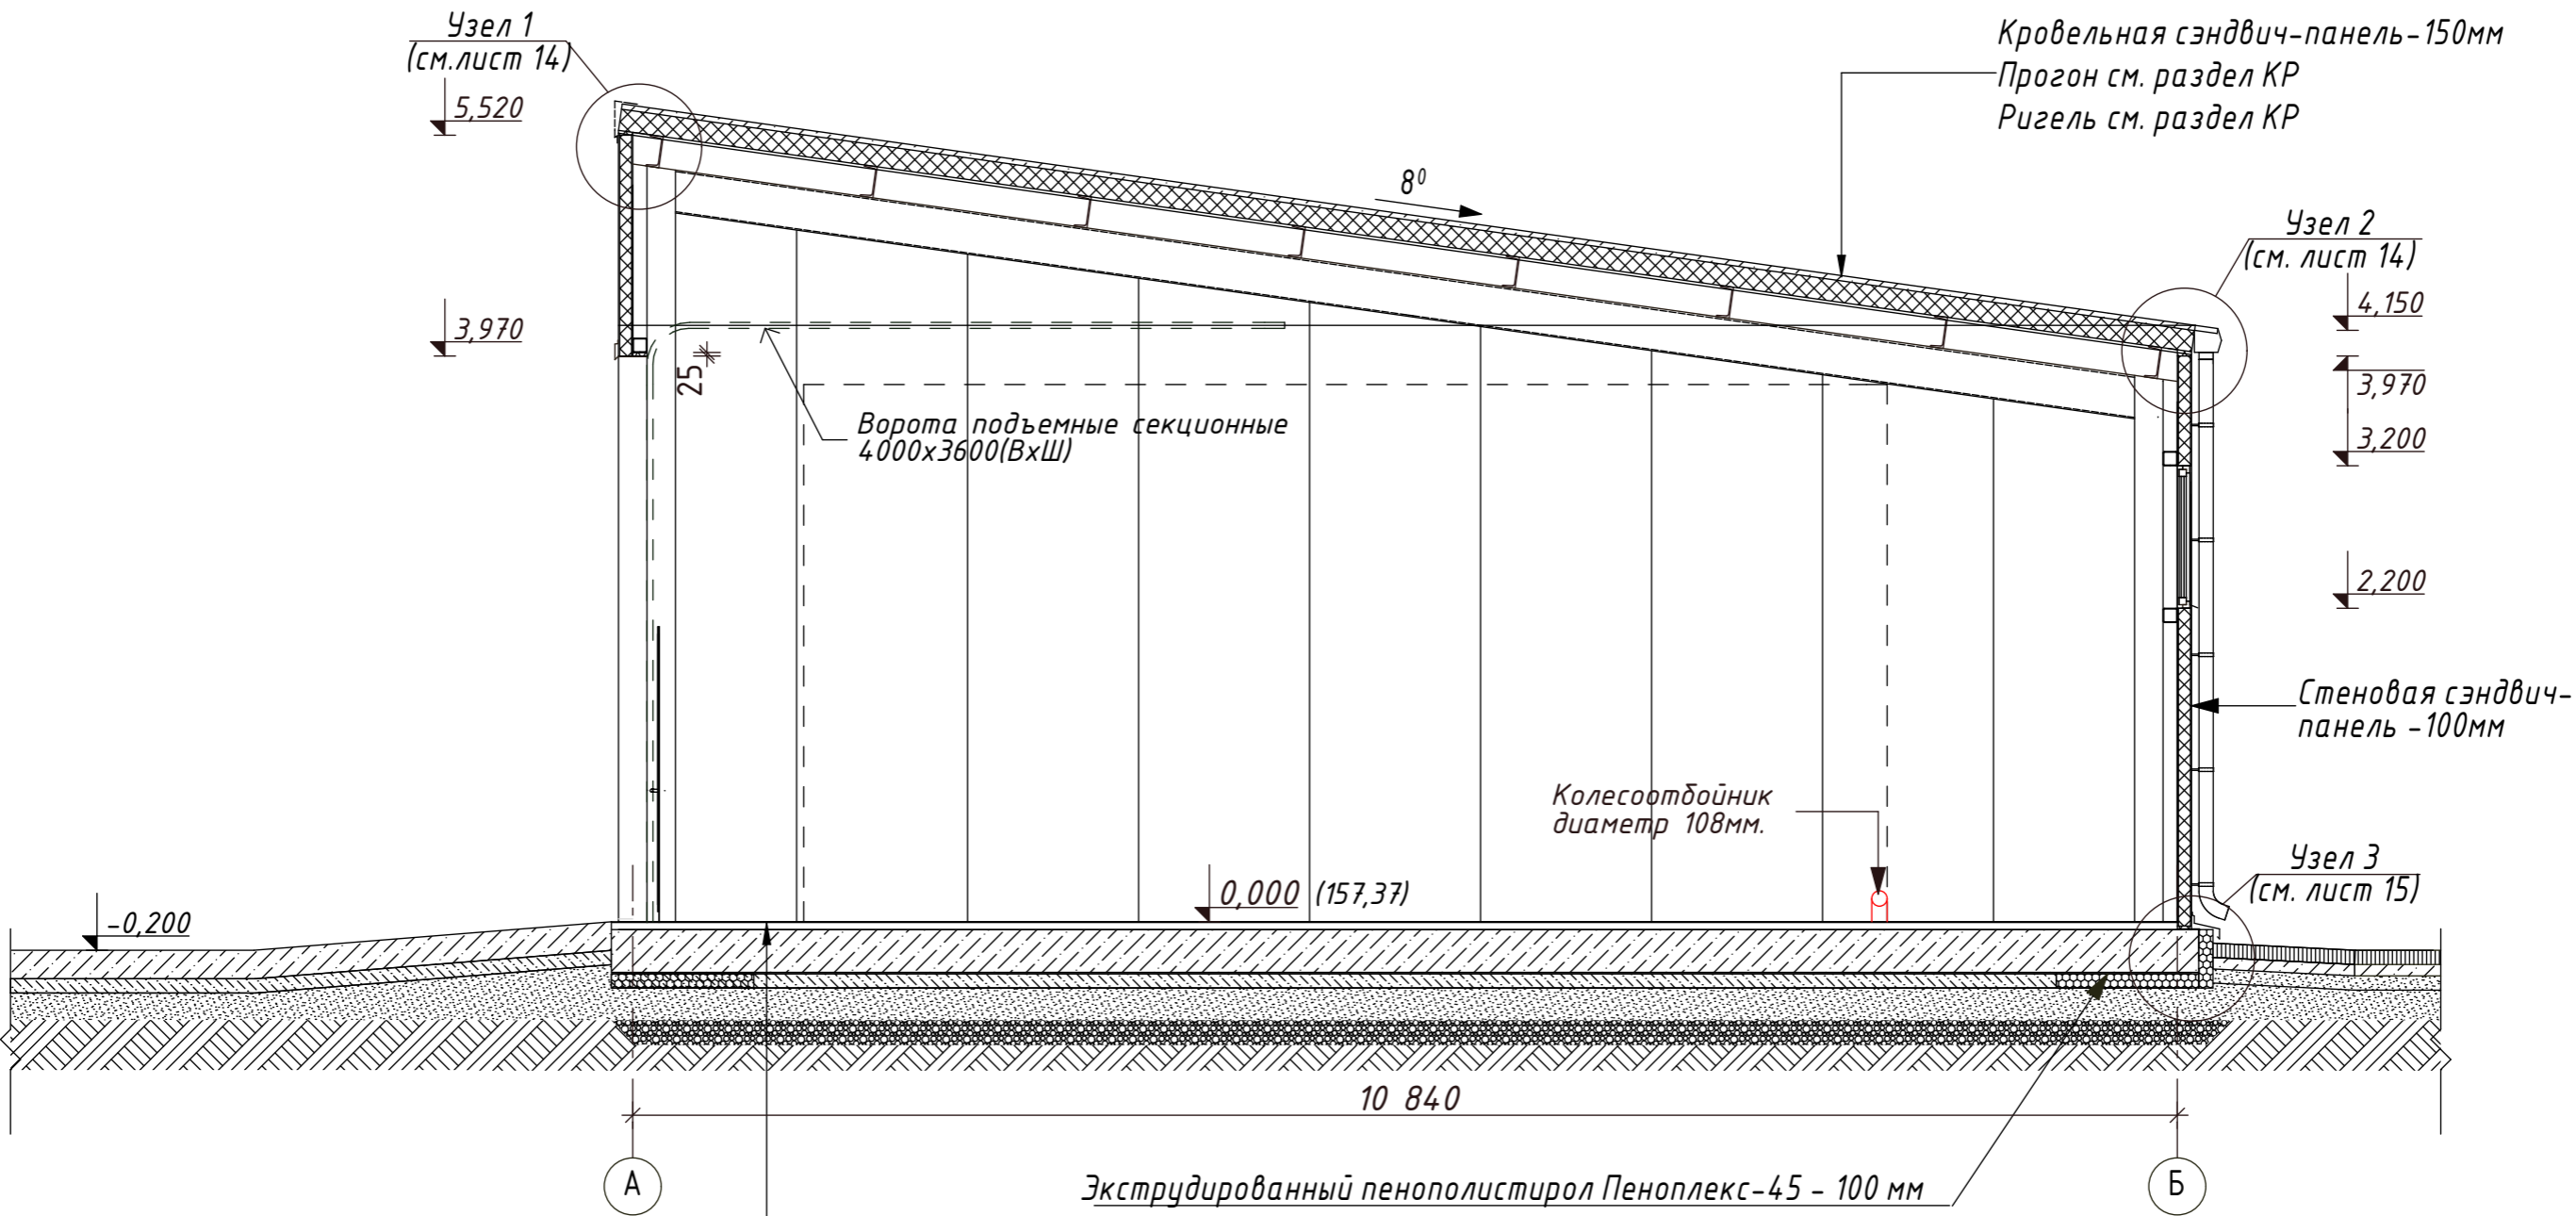 Узел 1
(см.лист 14)
5,520
Кровельная сэндвич-панель-150мм
Прогон см. раздел КР
Ригель см. раздел КР
8⁰
Узел 2
(см. лист 14)
4,150
3,970
25
3,970
3,200
Ворота подъемные секционные
4000х3600(ВхШ)
2,200
Стеновая сэндвич-
панель -100мм
Колесоотбойник
диаметр 108мм.
Узел 3
(см. лист 15)
0,000 (157,37)
-0,200
10 840
А
Б
Экструдированный пенополистирол Пеноплекс-45 - 100 мм